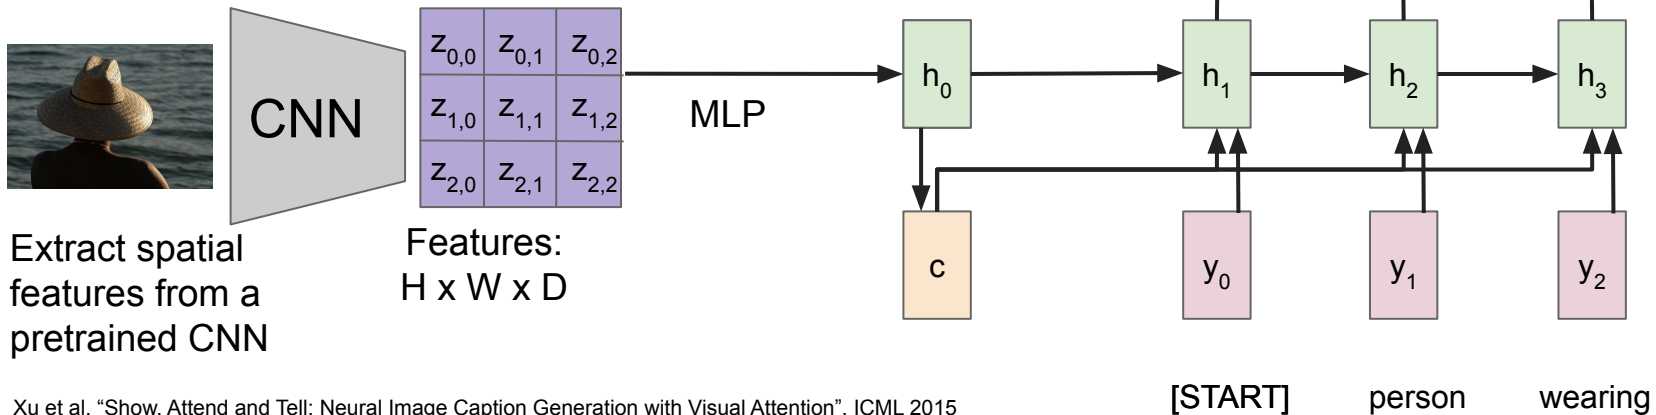 CNN
z0,0 z0,1 z0,2
z1,0 z1,1 z1,2
z2,0 z2,1 z2,2
MLP
h0
h1
h2
h3
c
y0
y1
y2
Extract spatial
features from a
pretrained CNN
Features:
H x W x D
[START] person wearing
Xu et al, “Show, Attend and Tell: Neural Image Caption Generation with Visual Attention”, ICML 2015